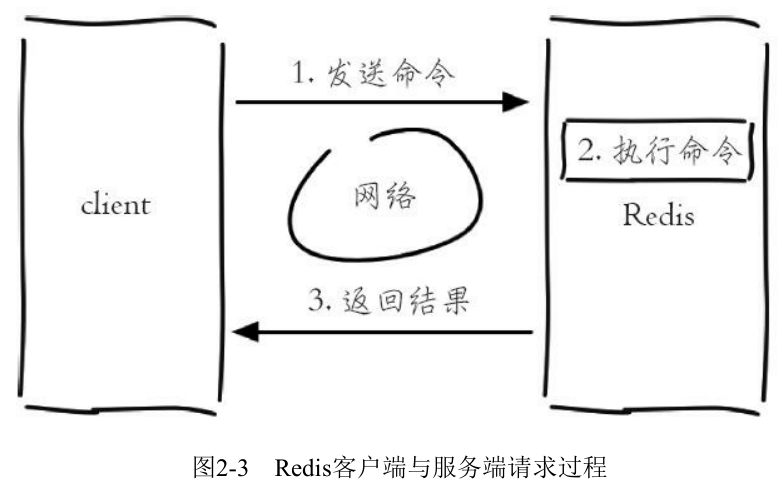 1. 发送命令
2. 执行命令
client
网络
Redis
3. 返回结果
图2-3 Redis客户端与服务端请求过程